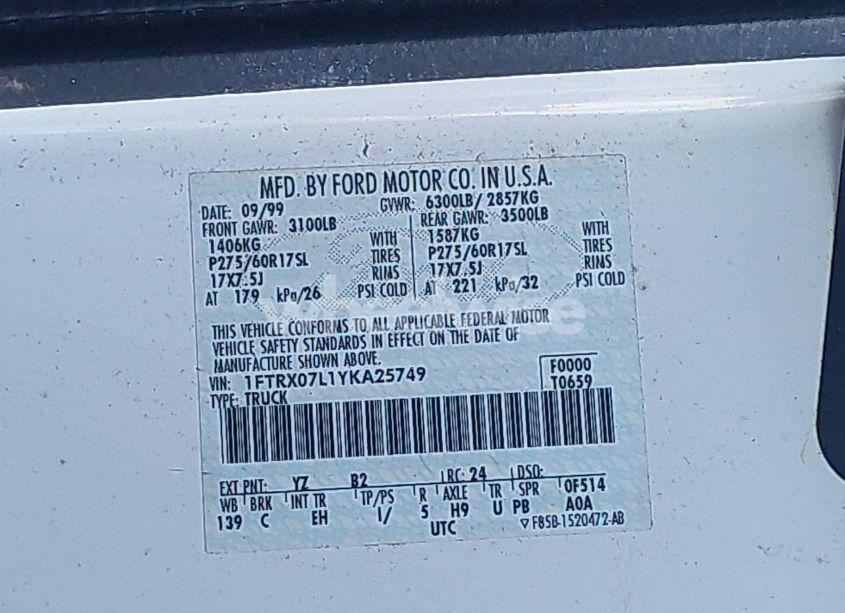 MFD. BY FORD MOTOR CO. IN U.S.A.
DATE: 09/99 GVWR: 6300LB/ 2857KG
FRONT GAWR: 3100LB REAR GAWR: 3500LB
1406KG WITH 1587KG WITH
P275/60R17SL TIRES P275/60R17SL TIRES
17X7.5J RIMS 17X7.5J RIMS
AT 179 kPa/26 PSI COLD AT 221 kPa/32 PSI COLD
THIS VEHICLE CONFORMS TO ALL APPLICABLE FEDERAL MOTOR
VEHICLE SAFETY STANDARDS IN EFFECT ON THE DATE OF
MANUFACTURE SHOWN ABOVE.
VIN: 1FTRX07L1YKA25749 F0000
TYPE: TRUCK T0659
EXT PNT: YZ B2 RC: 24 DSO:
WB BRK INT TR TP/PS R AXLE TR SPR 0F514
139 C EH I/ 5 H9 U PB A0A
UTC ▽F85B-1520472-AB